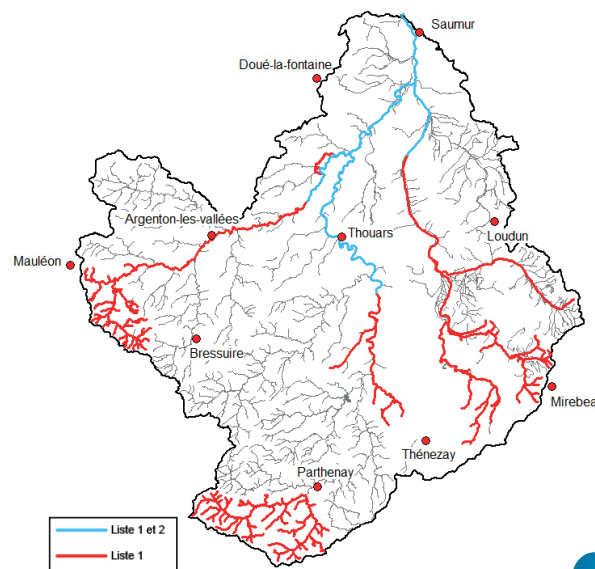 Saumur
Doué-la-fontaine
Argenton-les-vallées
Thouars
Loudun
Mauléon
Bressuire
Mirebea
Thénezay
Parthenay
Liste 1 et 2
Liste 1